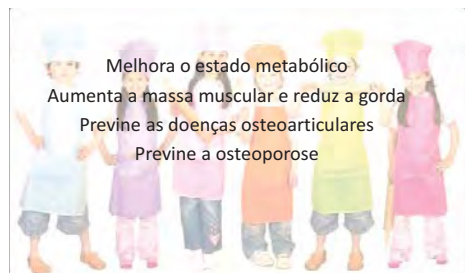 Melhora o estado metabólico
Aumenta a massa muscular e reduz a gorda
Previne as doenças osteoarticulares
Previne a osteoporose